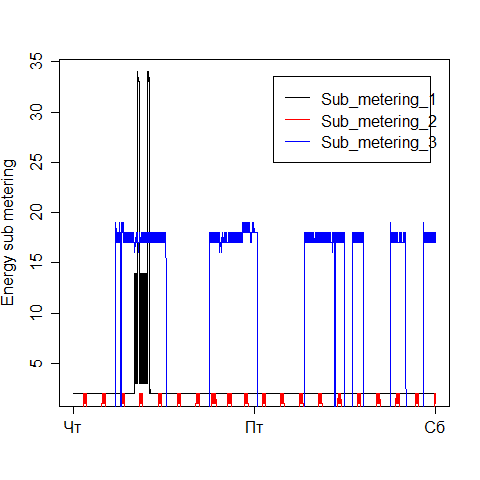 Energy sub metering
35
30
25
20
15
10
5
Sub_metering_1
Sub_metering_2
Sub_metering_3
Чт Пт Сб